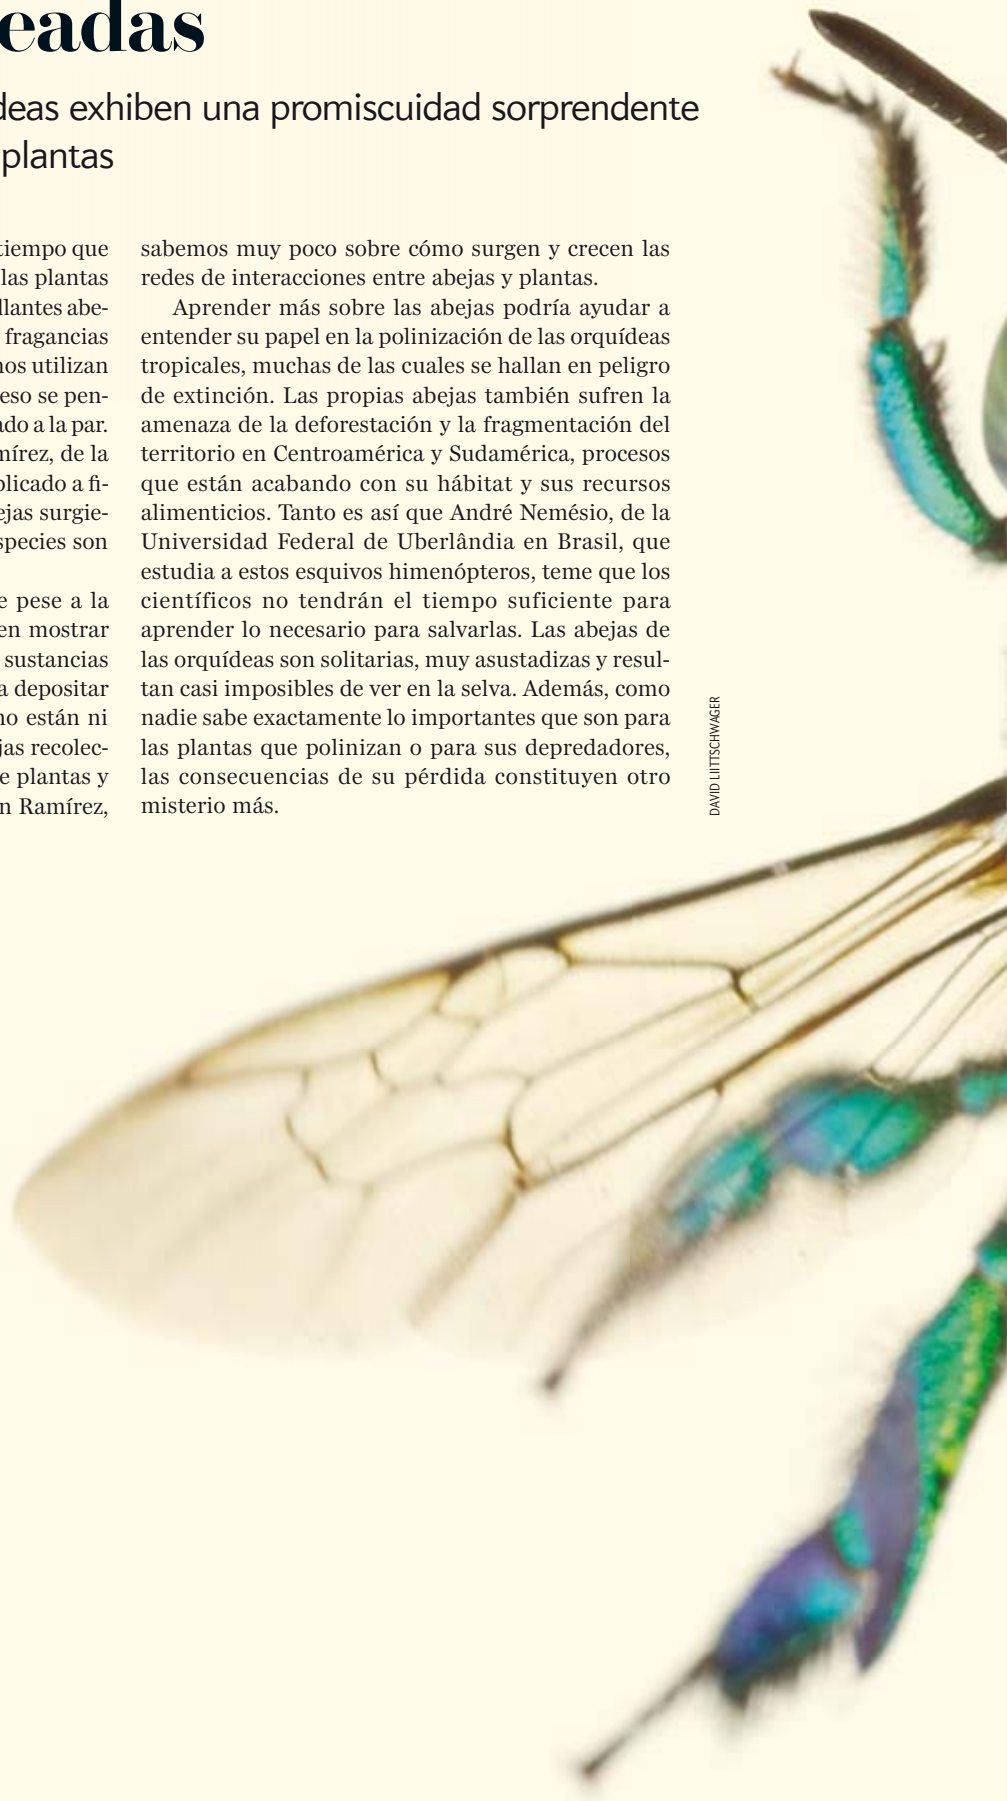 eadas
deas exhiben una promiscuidad sorprendente
plantas
tiempo que
las plantas
llantes abe-
fragancias
nos utilizan
eso se pen-
ado a la par.
mírez, de la
blicado a fi-
ejas surgie-
species son
e pese a la
en mostrar
sustancias
a depositar
no están ni
jas recolec-
e plantas y
n Ramírez,
sabemos muy poco sobre cómo surgen y crecen las
redes de interacciones entre abejas y plantas.
Aprender más sobre las abejas podría ayudar a
entender su papel en la polinización de las orquídeas
tropicales, muchas de las cuales se hallan en peligro
de extinción. Las propias abejas también sufren la
amenaza de la deforestación y la fragmentación del
territorio en Centroamérica y Sudamérica, procesos
que están acabando con su hábitat y sus recursos
alimenticios. Tanto es así que André Nemésio, de la
Universidad Federal de Uberlândia en Brasil, que
estudia a estos esquivos himenópteros, teme que los
científicos no tendrán el tiempo suficiente para
aprender lo necesario para salvarlas. Las abejas de
las orquídeas son solitarias, muy asustadizas y resul-
tan casi imposibles de ver en la selva. Además, como
nadie sabe exactamente lo importantes que son para
las plantas que polinizan o para sus depredadores,
las consecuencias de su pérdida constituyen otro
misterio más.
DAVID LIITTSCHWAGER